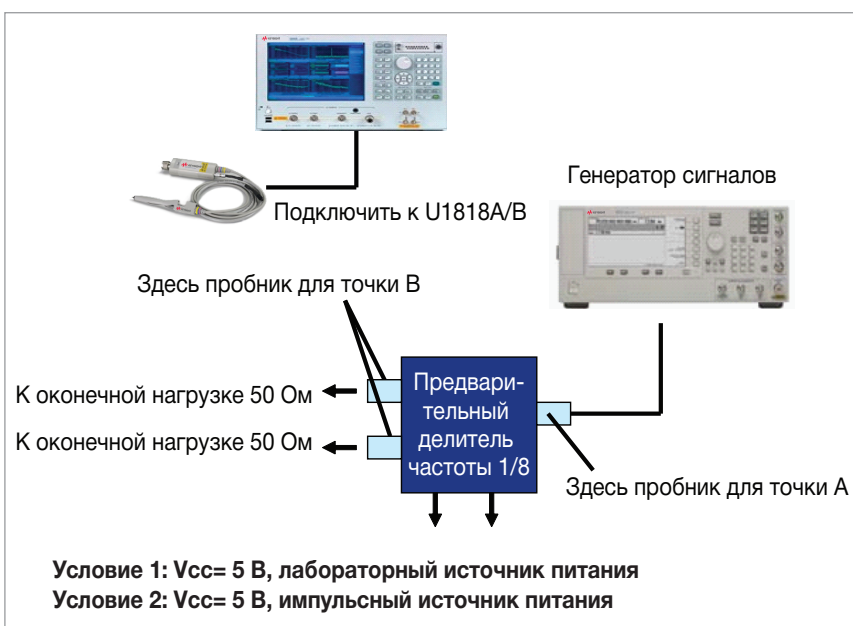 Генератор сигналов
Подключить к U1818A/B
Здесь пробник для точки B
К оконечной нагрузке 50 Ом
К оконечной нагрузке 50 Ом
Предвари-
тельный
делитель
частоты 1/8
Здесь пробник для точки A
Условие 1: Vcc= 5 В, лабораторный источник питания
Условие 2: Vcc= 5 В, импульсный источник питания